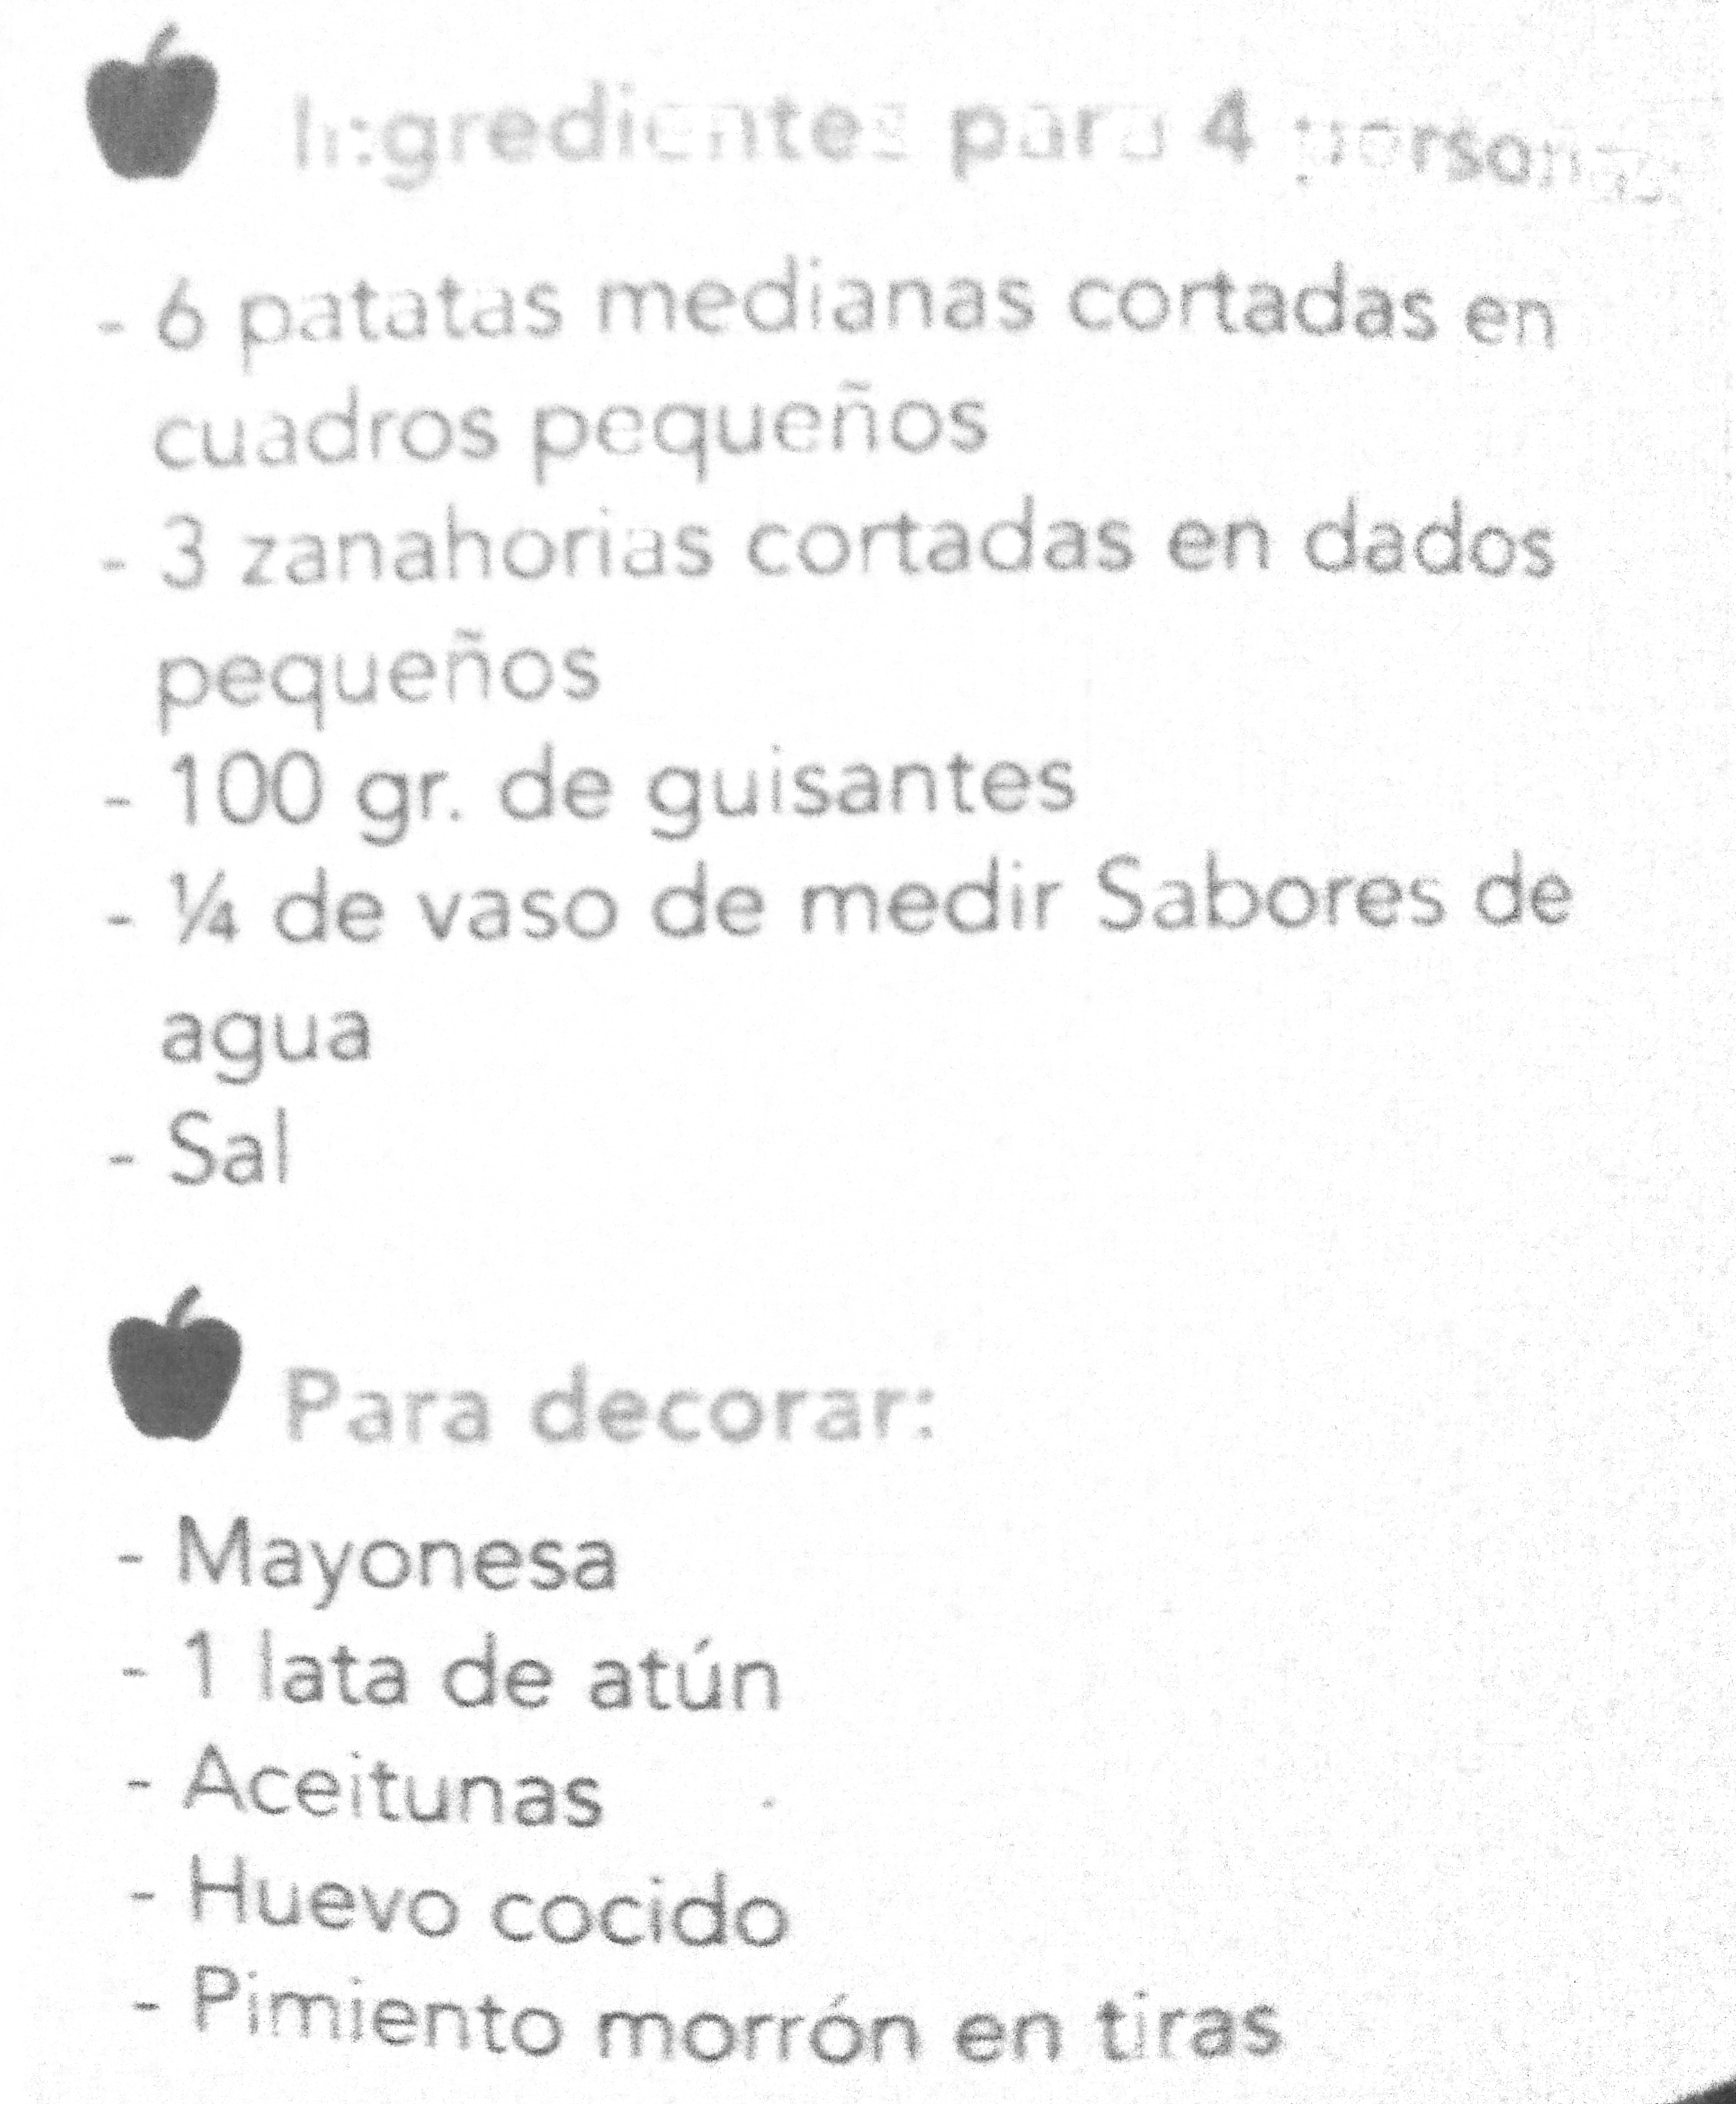 Ingredientes para 4 personas
- 6 patatas medianas cortadas en
cuadros pequeños
- 3 zanahorias cortadas en dados
pequeños
- 100 gr. de guisantes
- ¼ de vaso de medir Sabores de
agua
- Sal
Para decorar:
- Mayonesa
- 1 lata de atún
- Aceitunas
- Huevo cocido
- Pimiento morrón en tiras